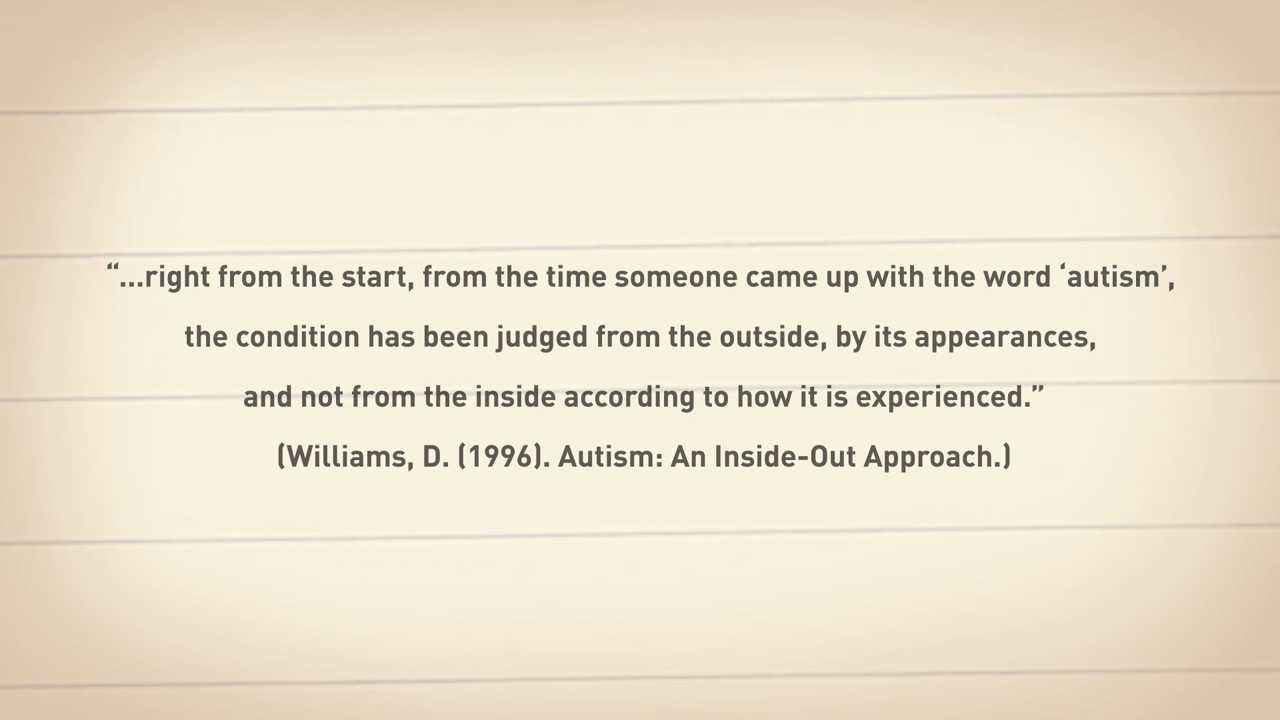 “...right from the start, from the time someone came up with the word ‘autism’,
the condition has been judged from the outside, by its appearances,
and not from the inside according to how it is experienced.”
(Williams, D. (1996). Autism: An Inside-Out Approach.)